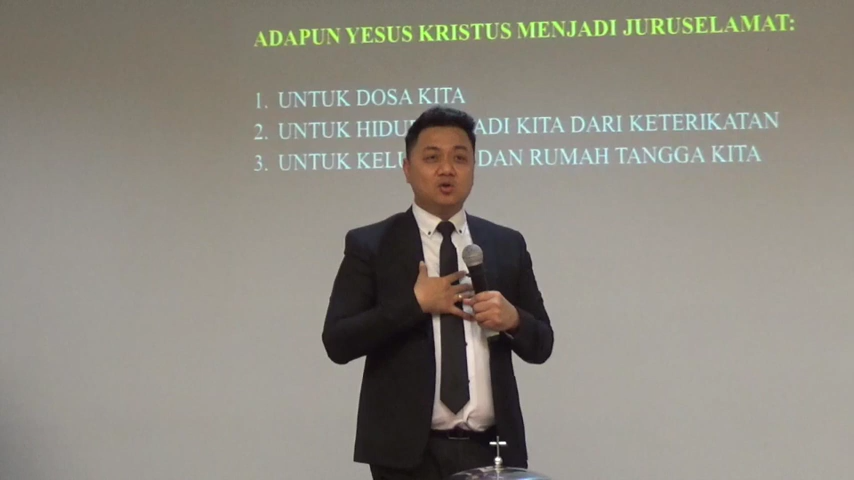 ADAPUN YESUS KRISTUS MENJADI JURUSELAMAT:
1. UNTUK DOSA KITA
2. UNTUK KITA DARI KETERIKATAN
3. UNTUK DAN RUMAH TANGGA KITA